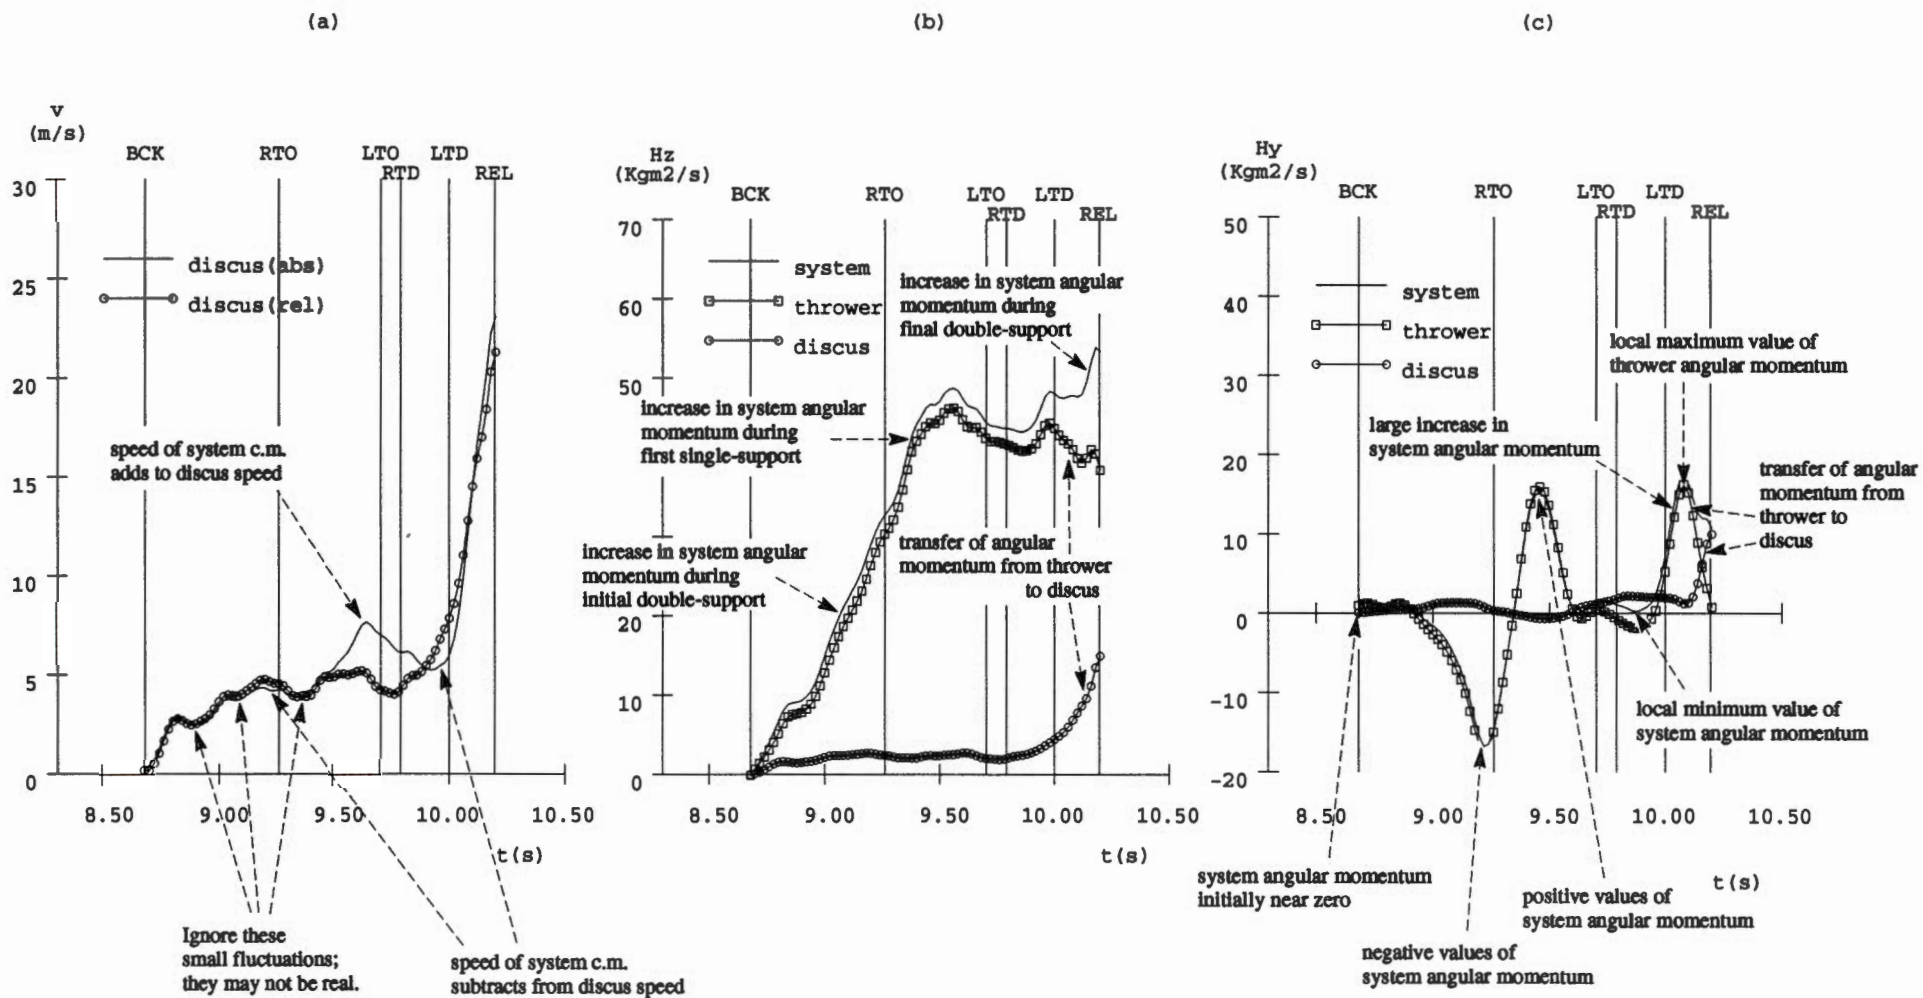 (a)
v
(m/s)
BCK
RTO
LTO
LTD
RTD
REL
30
25
20
15
10
5
0
discus(abs)
discus(rel)
speed of system c.m.
adds to discus speed
8.50
9.00
9.50
10.00
10.50
t(s)
Ignore these
small fluctuations;
they may not be real.
speed of system c.m.
subtracts from discus speed
(b)
Hz
(Kgm2/s)
BCK
RTO
LTO
LTD
RTD
REL
70
60
50
20
10
0
system
thrower
discus
increase in system angular
momentum during
final double-support
increase in system angular
momentum during
first single-support
increase in system angular
momentum during
initial double-support
transfer of angular
momentum from thrower
to discus
8.50
9.00
9.50
10.00
10.50
t(s)
(c)
Hy
(Kgm2/s)
BCK
RTO
LTO
LTD
RTD
REL
50
40
30
20
10
0
-10
-20
system
thrower
discus
local maximum value of
thrower angular momentum
large increase in
system angular momentum
transfer of angular
momentum from
thrower to
discus
local minimum value of
system angular momentum
8.50
9.00
9.50
10.00
10.50
t(s)
system angular momentum
initially near zero
positive values of
system angular momentum
negative values of
system angular momentum